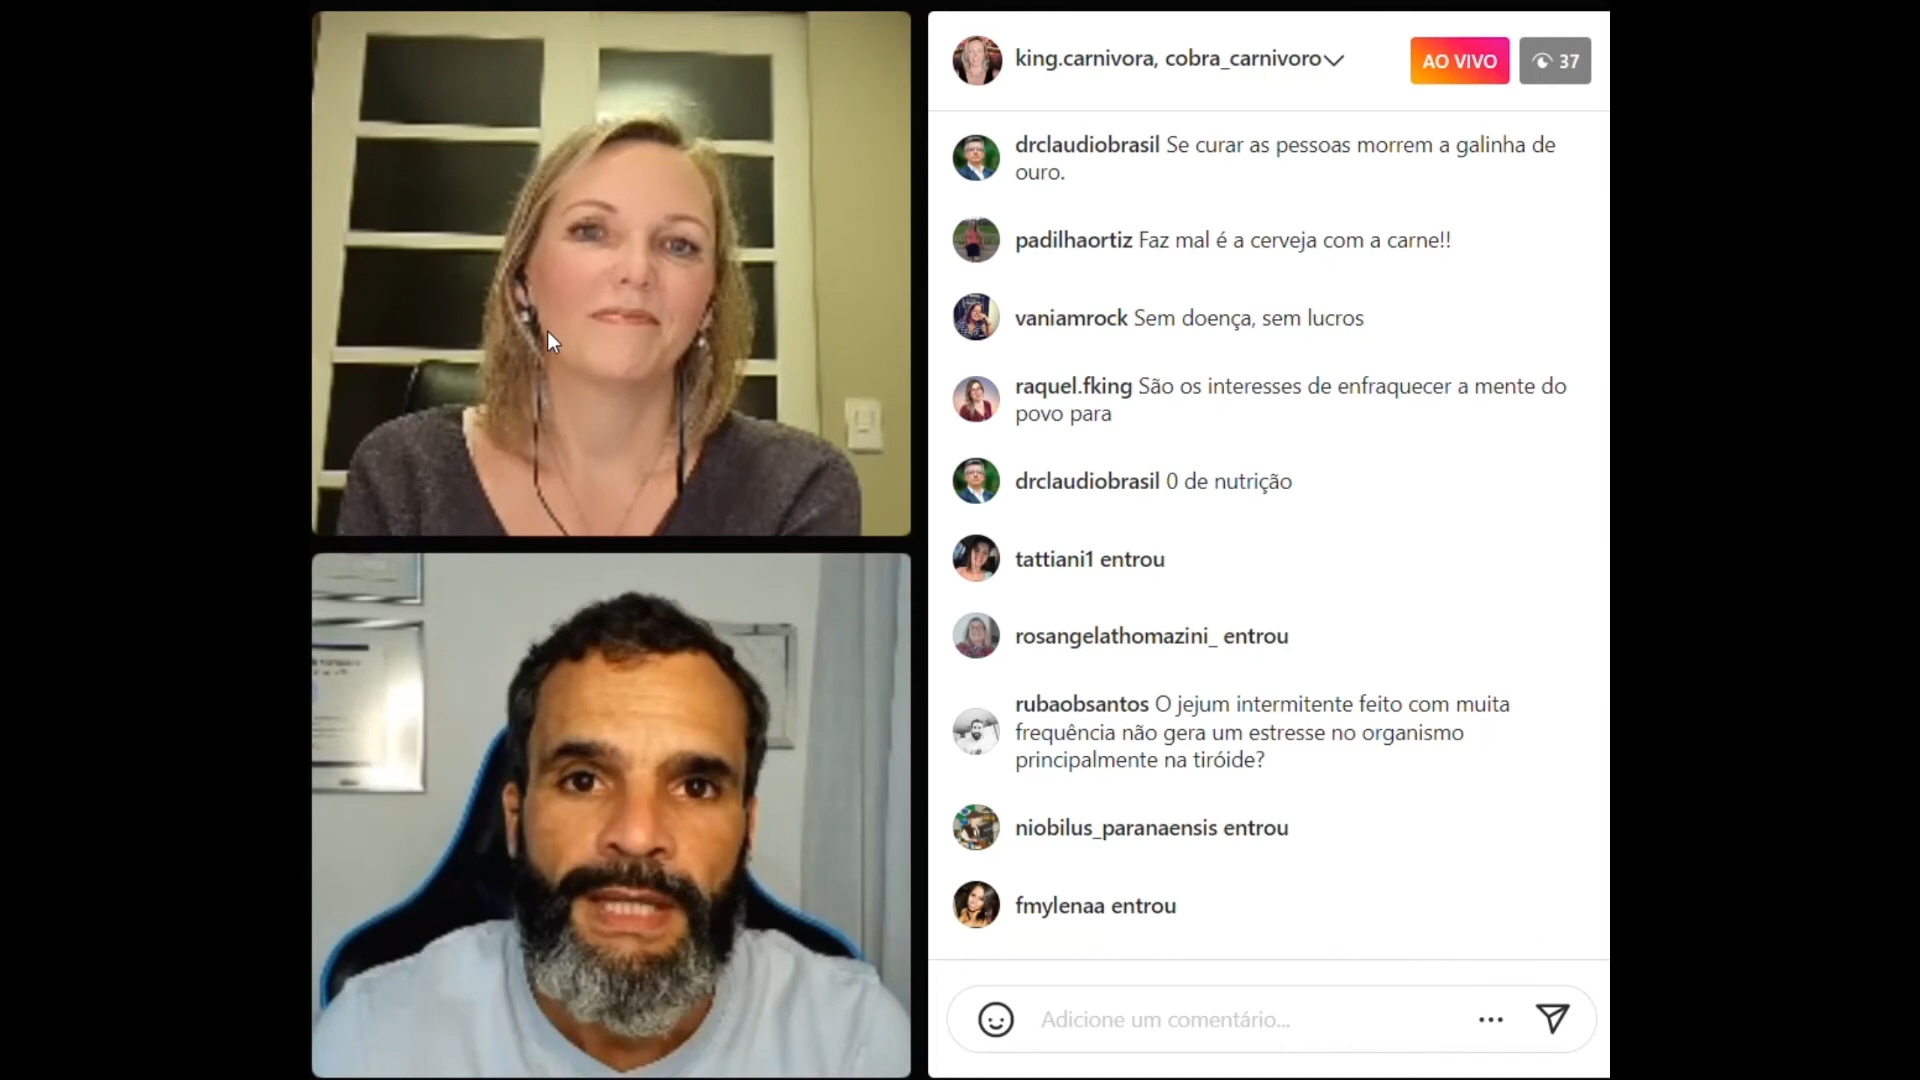 king.carnivora, cobra_carnivoro
AO VIVO
37
drclaudiobrasil Se curar as pessoas morrem a galinha de
ouro.
padilhaortiz Faz mal é a cerveja com a carne!!
vaniamrock Sem doença, sem lucros
raquel.fking São os interesses de enfraquecer a mente do
povo para
drclaudiobrasil 0 de nutrição
tattiani1 entrou
rosangelathomazini_ entrou
rubaobsantos O jejum intermitente feito com muita
frequência não gera um estresse no organismo
principalmente na tiróide?
niobilus_paranaensis entrou
fmylenaa entrou
Adicione um comentário...